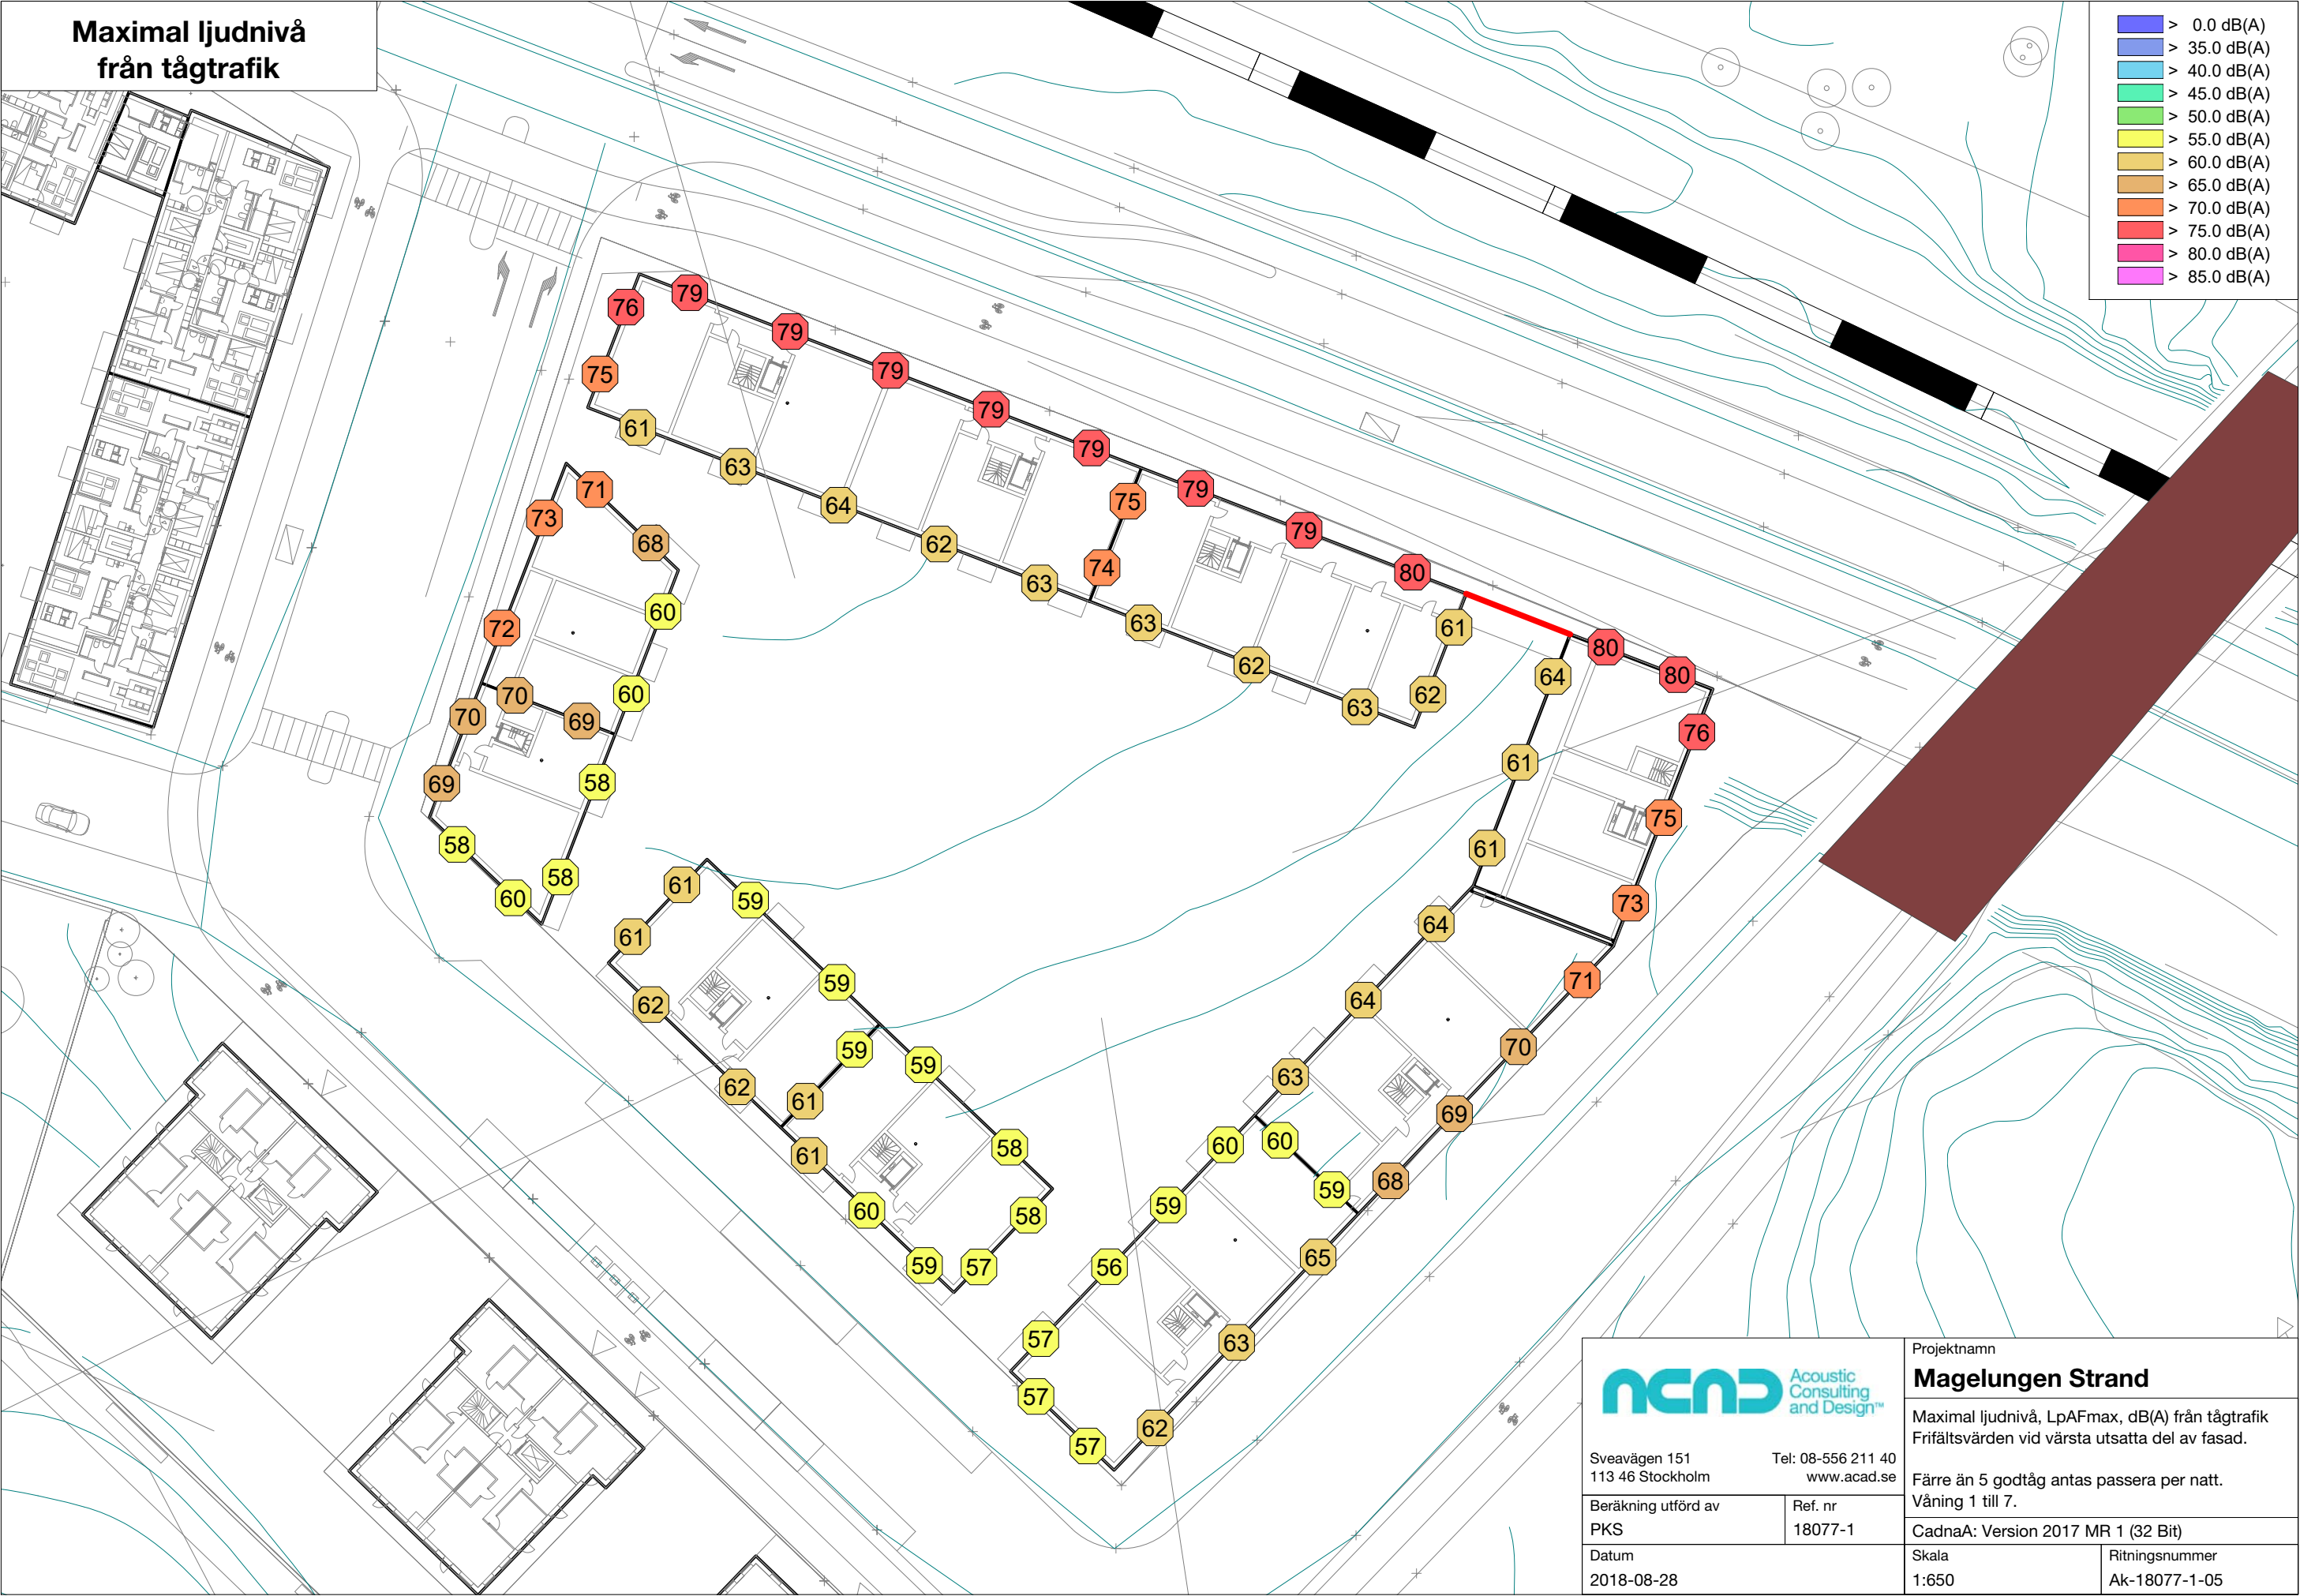 Maximal ljudnivå
från tågtrafik
> 0.0 dB(A)
> 35.0 dB(A)
> 40.0 dB(A)
> 45.0 dB(A)
> 50.0 dB(A)
> 55.0 dB(A)
> 60.0 dB(A)
> 65.0 dB(A)
> 70.0 dB(A)
> 75.0 dB(A)
> 80.0 dB(A)
> 85.0 dB(A)
79
76
79
79
75
79
61
79
63
71
79
75
64
73
79
62
68
74
80
63
60
63
61
72
80
62
64
80
60
62
70
63
70
69
76
61
58
69
75
58
61
58
61
59
60
73
64
61
71
59
64
62
70
59
59
63
62
61
69
60
60
58
61
68
59
59
60
58
65
59
57
56
57
63
57
62
57
ACAD
Acoustic
Consulting
and Design™
Sveavägen 151
Tel: 08-556 211 40
113 46 Stockholm
www.acad.se
Beräkning utförd av
PKS
Ref. nr
18077-1
Datum
2018-08-28
Projektnamn
Magelungen Strand
Maximal ljudnivå, LpAFmax, dB(A) från tågtrafik
Frifältsvärden vid värsta utsatta del av fasad.
Färre än 5 godtåg antas passera per natt.
Våning 1 till 7.
CadnaA: Version 2017 MR 1 (32 Bit)
Skala
1:650
Ritningsnummer
Ak-18077-1-05